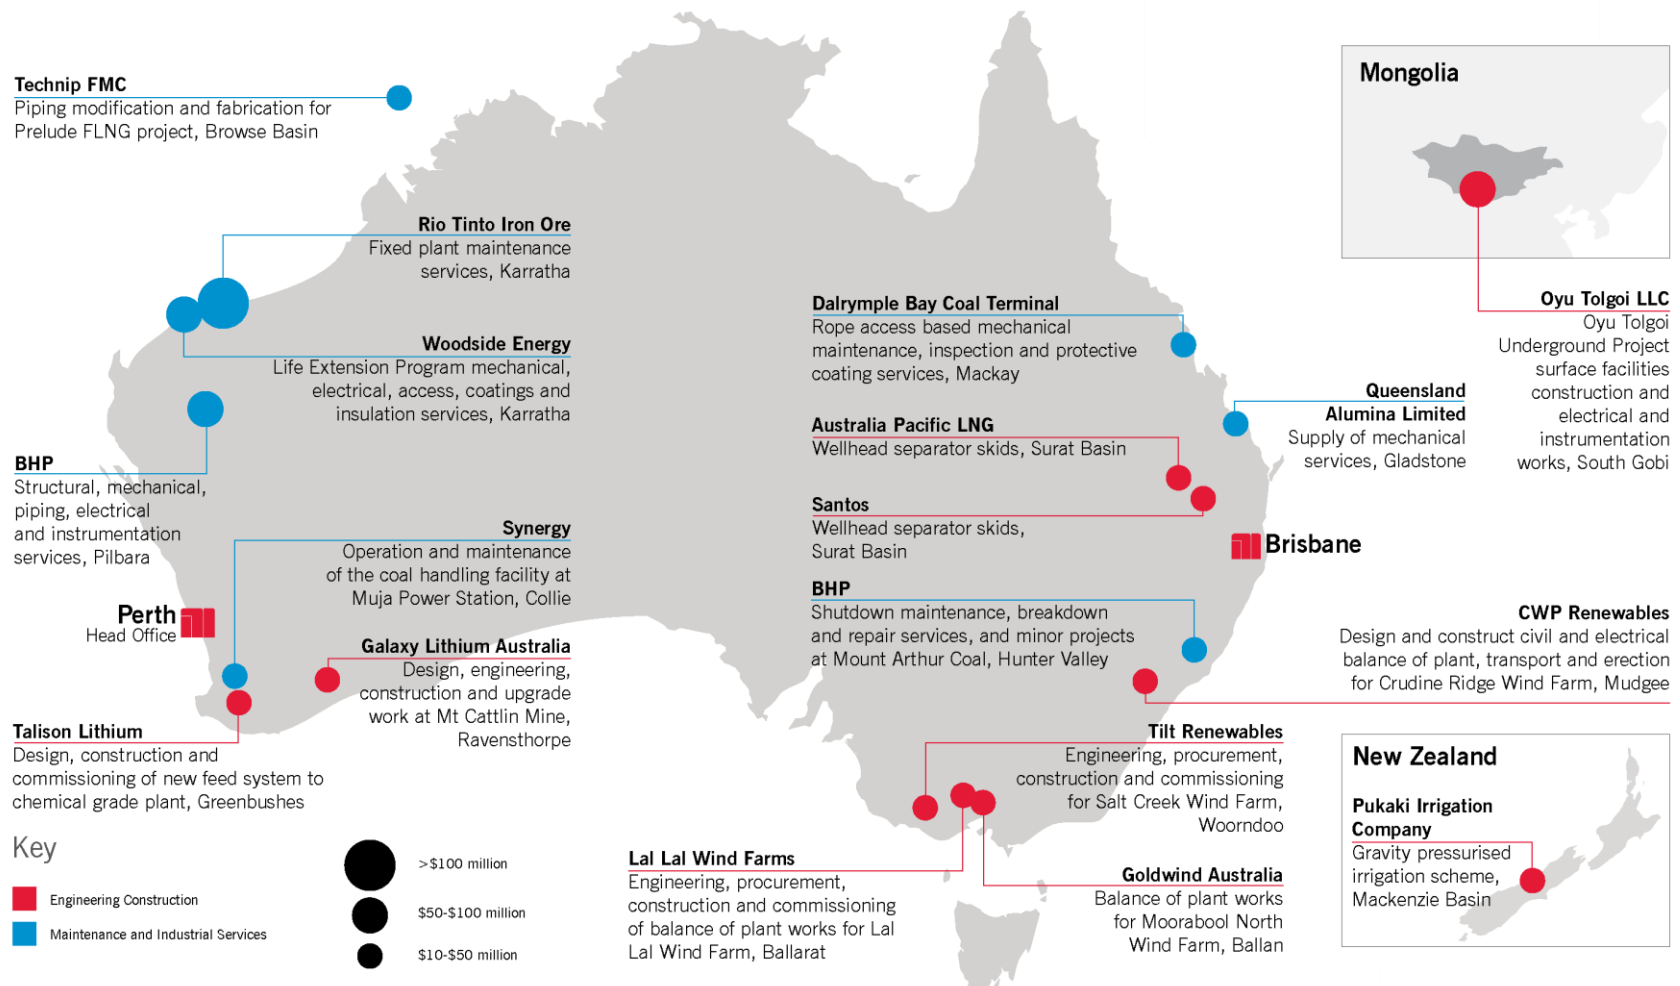 Technip FMC
Piping modification and fabrication for
Prelude FLNG project, Browse Basin
Rio Tinto Iron Ore
Fixed plant maintenance
services, Karratha
Woodside Energy
Life Extension Program mechanical,
electrical, access, coatings and
insulation services, Karratha
BHP
Structural, mechanical,
piping, electrical
and instrumentation
services, Pilbara
Synergy
Operation and maintenance
of the coal handling facility at
Muja Power Station, Collie
Perth
Head Office
Galaxy Lithium Australia
Design, engineering,
construction and upgrade
work at Mt Cattlin Mine,
Ravensthorpe
Talison Lithium
Design, construction and
commissioning of new feed system to
chemical grade plant, Greenbushes
Dalrymple Bay Coal Terminal
Rope access based mechanical
maintenance, inspection and protective
coating services, Mackay
Australia Pacific LNG
Wellhead separator skids, Surat Basin
Santos
Wellhead separator skids,
Surat Basin
BHP
Shutdown maintenance, breakdown
and repair services, and minor projects
at Mount Arthur Coal, Hunter Valley
Mongolia
Oyu Tolgoi LLC
Oyu Tolgoi
Underground Project
surface facilities
construction and
electrical and
instrumentation
works, South Gobi
Queensland
Alumina Limited
Supply of mechanical
services, Gladstone
Brisbane
CWP Renewables
Design and construct civil and electrical
balance of plant, transport and erection
for Crudine Ridge Wind Farm, Mudgee
Tilt Renewables
Engineering, procurement,
construction and commissioning
for Salt Creek Wind Farm,
Woorndoo
Lal Lal Wind Farms
Engineering, procurement,
construction and commissioning
of balance of plant works for Lal
Lal Wind Farm, Ballarat
Goldwind Australia
Balance of plant works
for Moorabool North
Wind Farm, Ballan
New Zealand
Pukaki Irrigation
Company
Gravity pressurised
irrigation scheme,
Mackenzie Basin
Key
Engineering Construction
Maintenance and Industrial Services
>$100 million
$50-$100 million
$10-$50 million